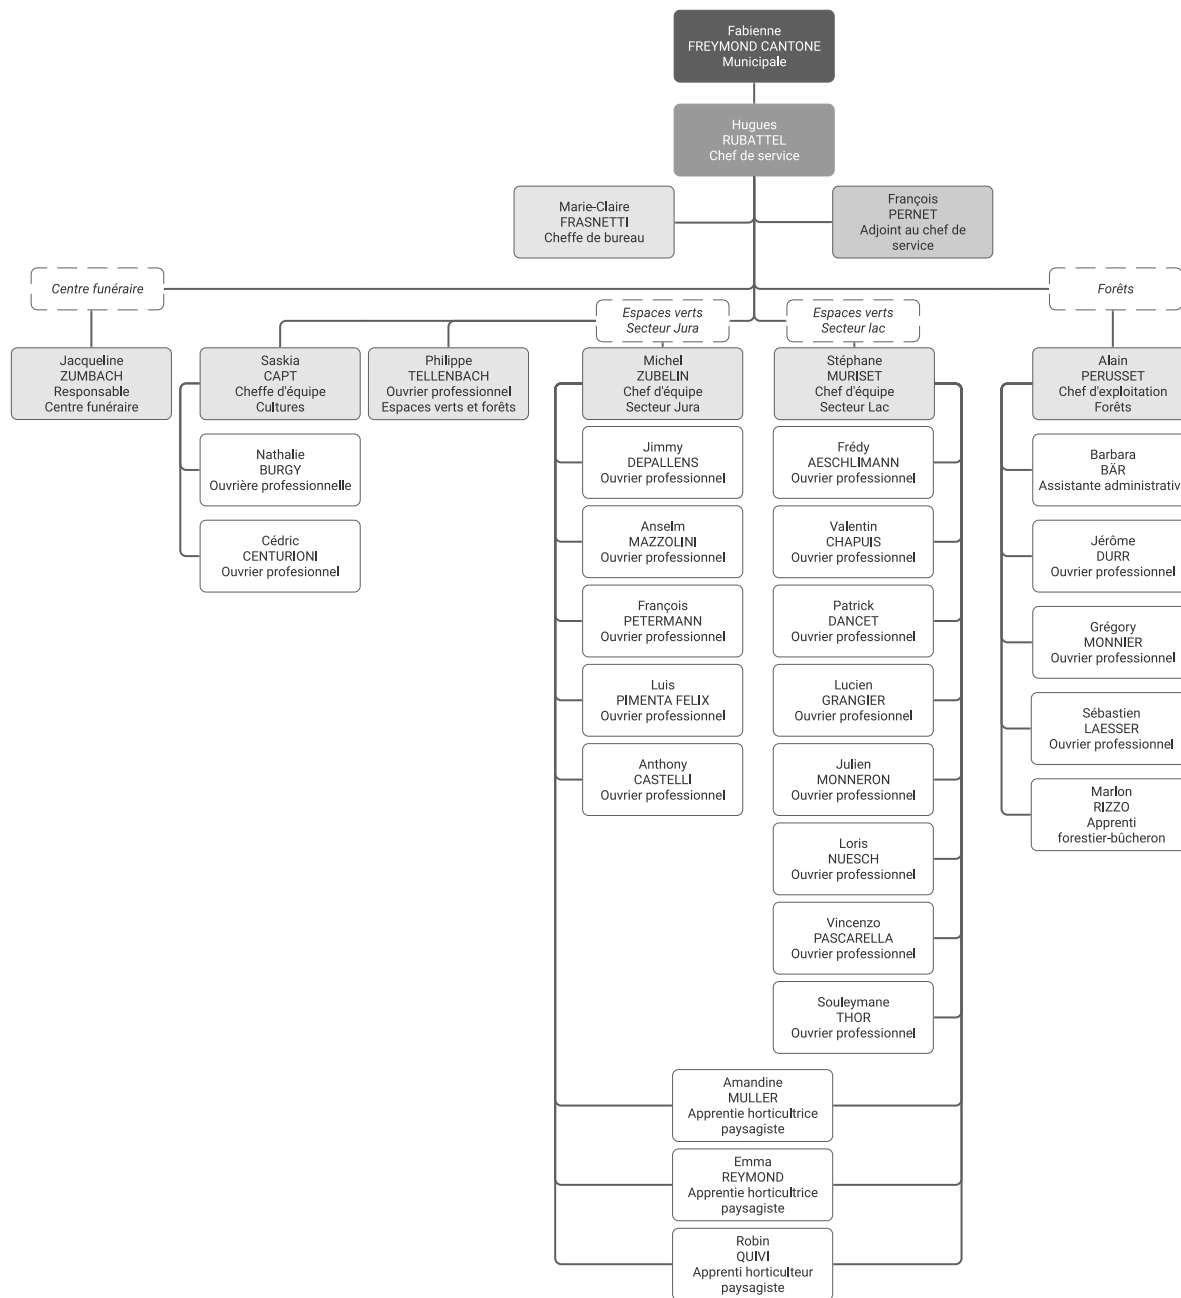 Fabienne
FREYMOND CANTONE
Municipale
Hugues
RUBATTEL
Chef de service
Marie-Claire
FRASNETTI
Cheffe de bureau
François
PERNET
Adjoint au chef de
service
Centre funéraire
Espaces verts
Secteur Jura
Espaces verts
Secteur lac
Forêts
Jacqueline
ZUMBACH
Responsable
Centre funéraire
Saskia
CAPT
Cheffe d'équipe
Cultures
Philippe
TELLENBACH
Ouvrier professionnel
Espaces verts et forêts
Michel
ZUBELIN
Chef d'équipe
Secteur Jura
Stéphane
MURISET
Chef d'équipe
Secteur Lac
Alain
PERUSSET
Chef d'exploitation
Forêts
Nathalie
BURGY
Ouvrière professionnelle
Cédric
CENTURIONI
Ouvrier profesionnel
Jimmy
DEPALLENS
Ouvrier professionnel
Anselm
MAZZOLINI
Ouvrier professionnel
François
PETERMANN
Ouvrier professionnel
Luis
PIMENTA FELIX
Ouvrier professionnel
Anthony
CASTELLI
Ouvrier professionnel
Frédy
AESCHLIMANN
Ouvrier professionnel
Valentin
CHAPUIS
Ouvrier professionnel
Patrick
DANCET
Ouvrier professionnel
Lucien
GRANGIER
Ouvrier profesionnel
Julien
MONNERON
Ouvrier professionnel
Loris
NUESCH
Ouvrier professionnel
Vincenzo
PASCARELLA
Ouvrier professionnel
Souleymane
THOR
Ouvrier professionnel
Barbara
BÄR
Assistante administrativ
Jérôme
DURR
Ouvrier professionnel
Grégory
MONNIER
Ouvrier professionnel
Sébastien
LAESSER
Ouvrier professionnel
Marlon
RIZZO
Apprenti
forestier-bûcheron
Amandine
MULLER
Apprentie horticultrice
paysagiste
Emma
REYMOND
Apprentie horticultrice
paysagiste
Robin
QUIVI
Apprenti horticulteur
paysagiste